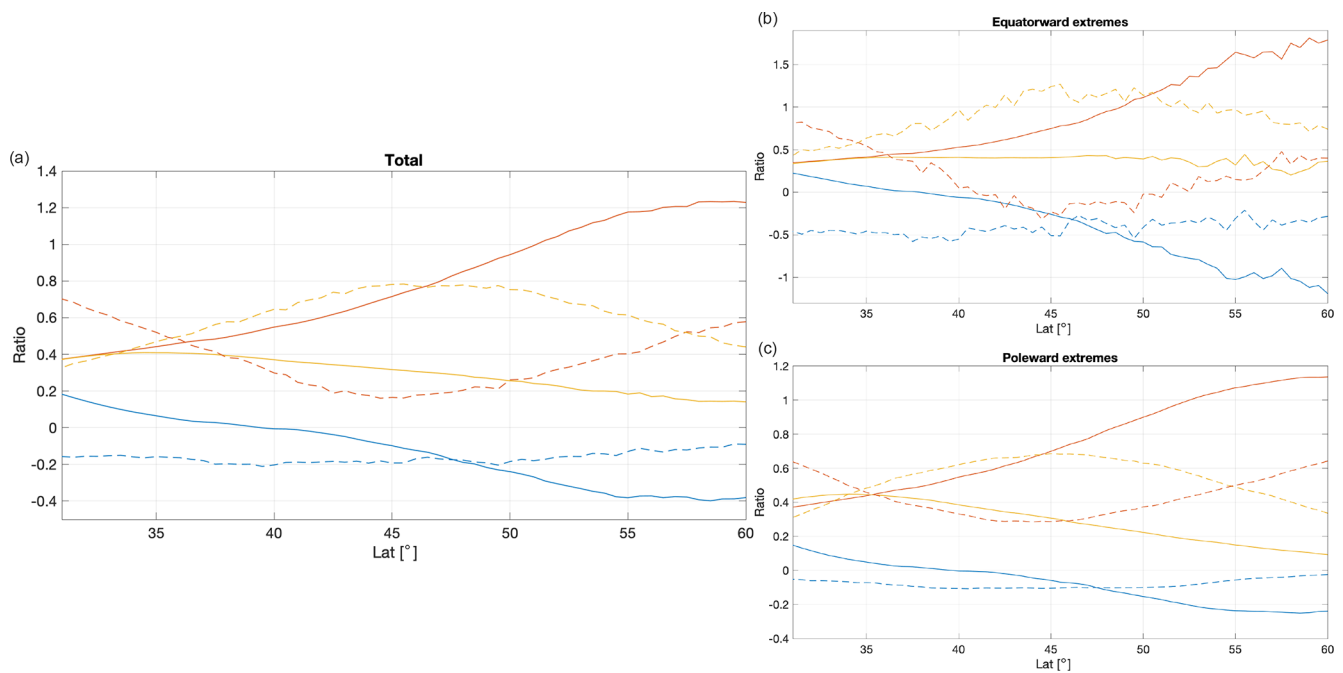 (a)
Total
Ratio
1.4
1.2
1
0.8
0.6
0.4
0.2
0
-0.2
-0.4
35 40 45 50 55 60
Lat [°]
(b)
Equatorward extremes
Ratio
1.5
1
0.5
0
-0.5
-1
35 40 45 50 55 60
Lat [°]
(c)
Poleward extremes
Ratio
1.2
1
0.8
0.6
0.4
0.2
0
-0.2
-0.4
35 40 45 50 55 60
Lat [°]